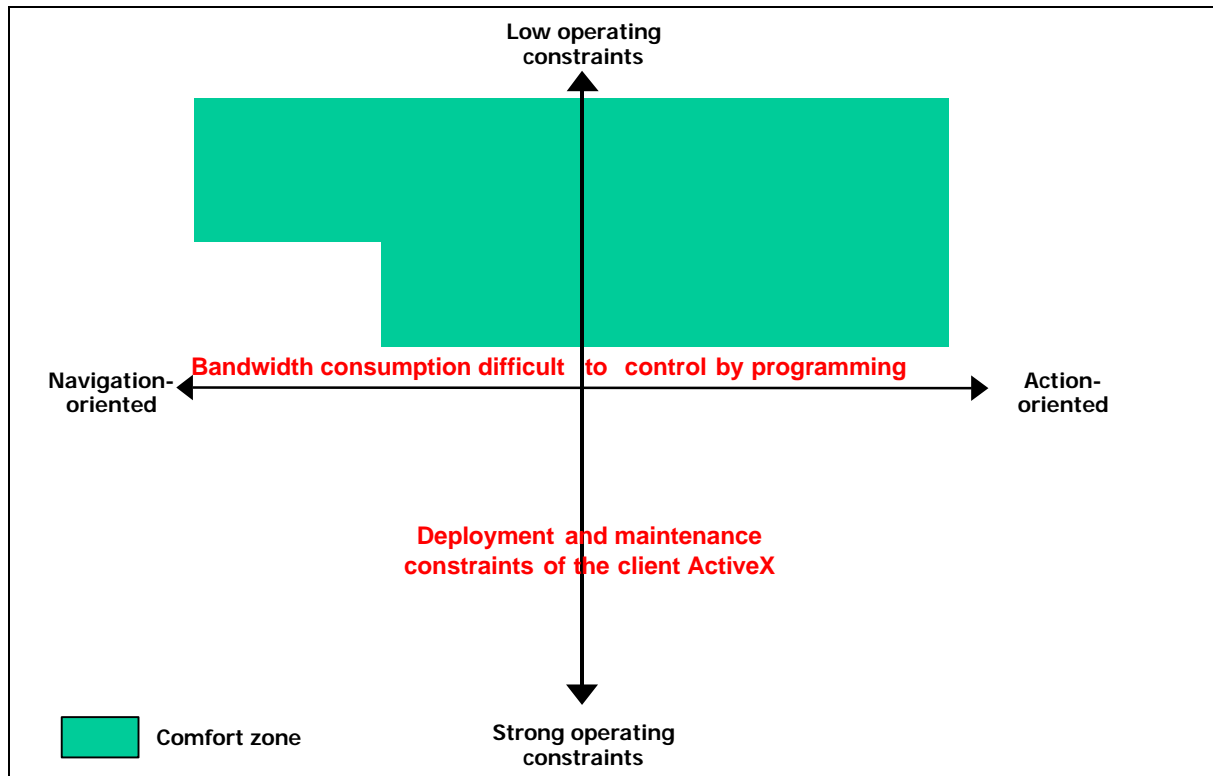 Low operating
constraints
Bandwidth consumption difficult to control by programming
Navigation-
oriented
Action-
oriented
Deployment and maintenance
constraints of the client ActiveX
Comfort zone
Strong operating
constraints